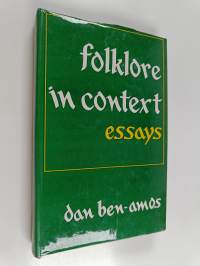 folklore
in context
essays
dan ben-amos